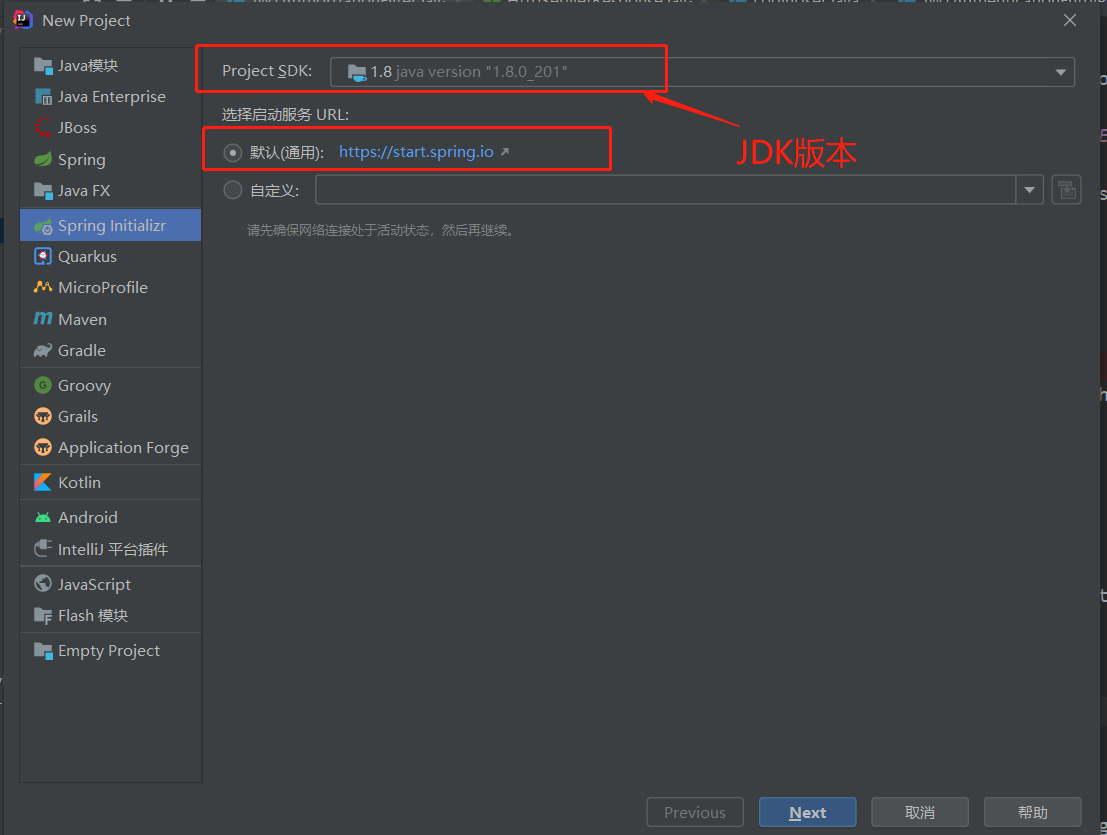 New Project
Java模块
Java Enterprise
JBoss
Spring
Java FX
Spring Initializr
Quarkus
MicroProfile
Maven
Gradle
Groovy
Grails
Application Forge
Kotlin
Android
IntelliJ 平台插件
JavaScript
Flash 模块
Empty Project
Project SDK: 1.8 java version "1.8.0_201"
JDK版本
选择启动服务 URL:
默认(通用): https://start.spring.io
自定义:
请先确保网络连接处于活动状态，然后再继续。
Previous Next 取消 帮助